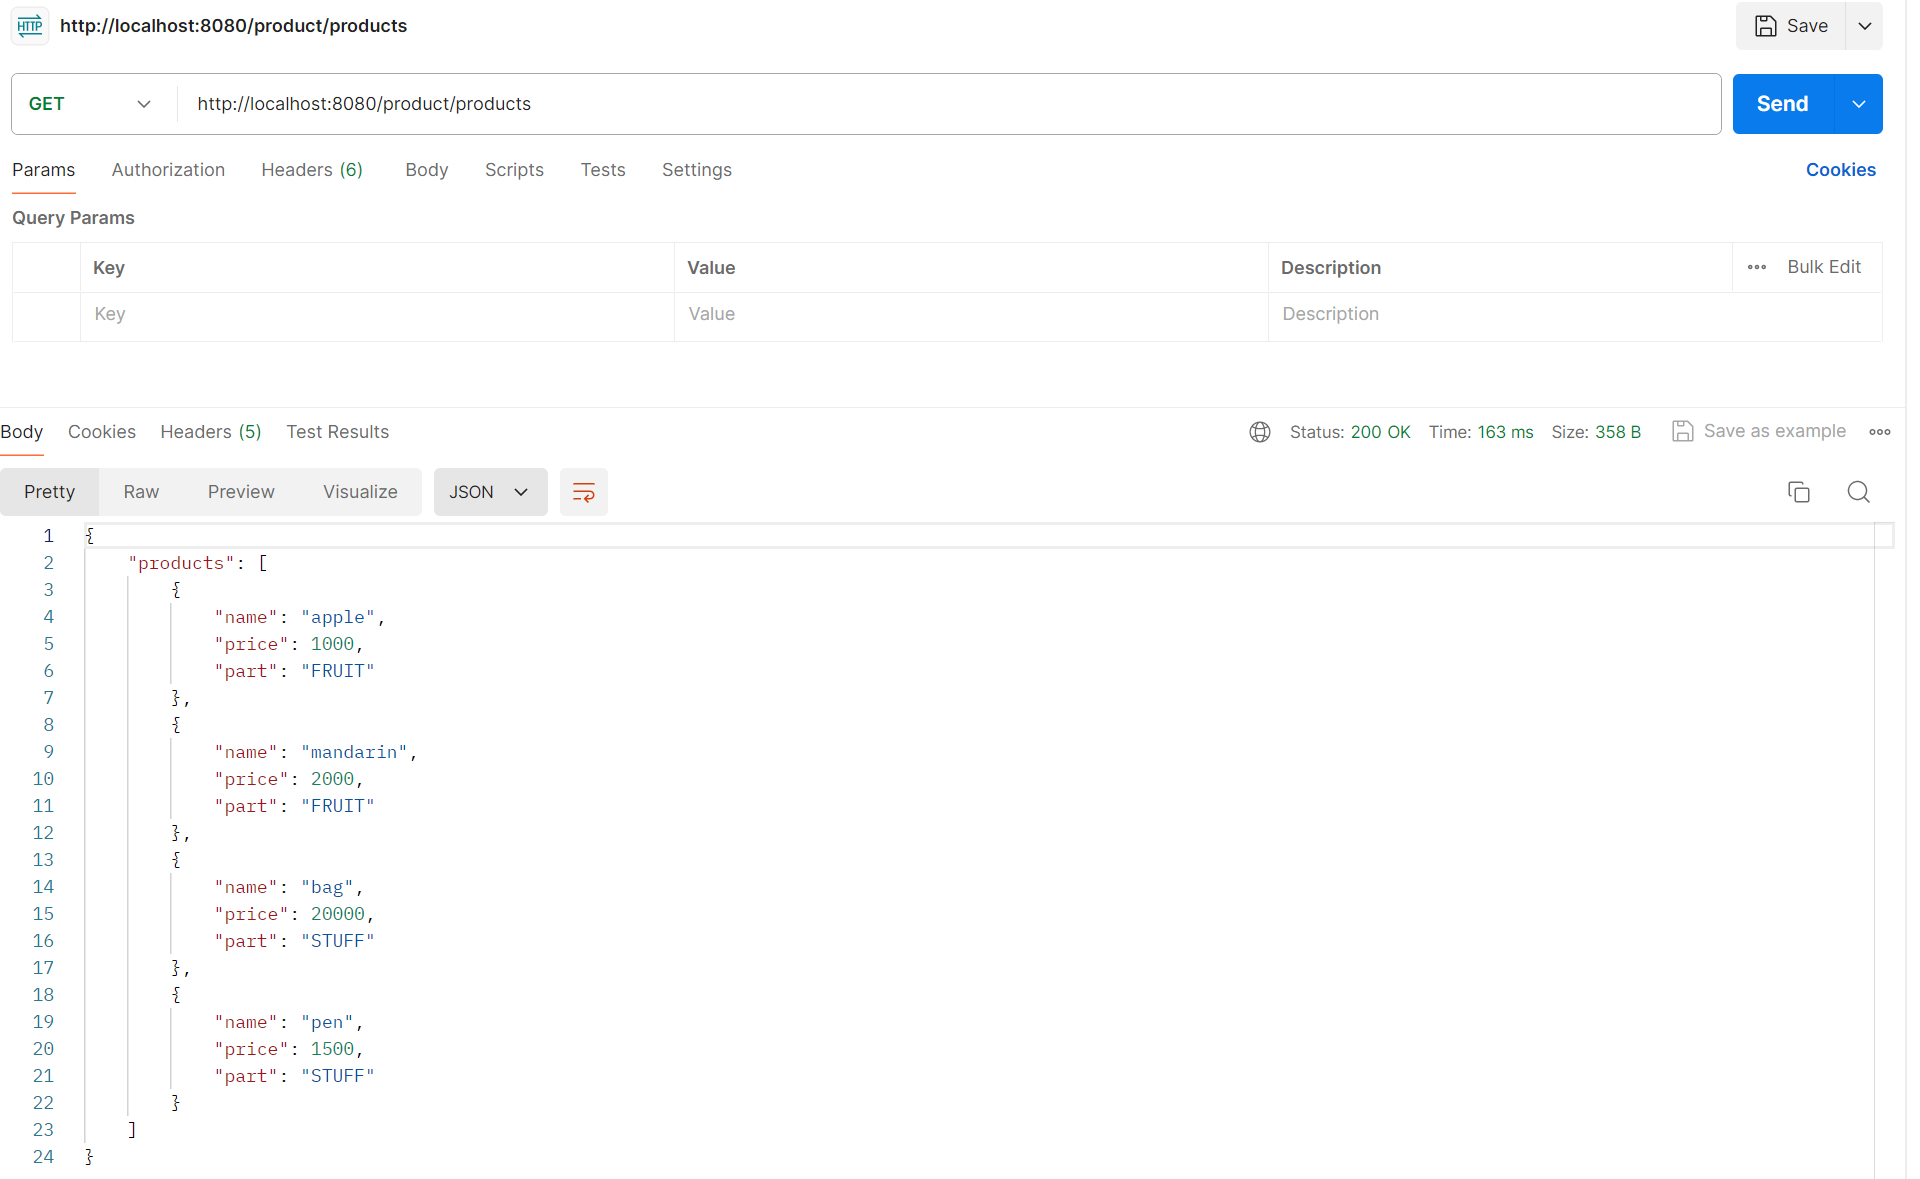 HTTP http://localhost:8080/product/products Save
GET http://localhost:8080/product/products Send
Params Authorization Headers (6) Body Scripts Tests Settings Cookies
Query Params
Key Value Description Bulk Edit
Key Value Description
Body Cookies Headers (5) Test Results Status: 200 OK Time: 163 ms Size: 358 B Save as example
Pretty Raw Preview Visualize JSON
1 {
2 "products": [
3 {
4 "name": "apple",
5 "price": 1000,
6 "part": "FRUIT"
7 },
8 {
9 "name": "mandarin",
10 "price": 2000,
11 "part": "FRUIT"
12 },
13 {
14 "name": "bag",
15 "price": 20000,
16 "part": "STUFF"
17 },
18 {
19 "name": "pen",
20 "price": 1500,
21 "part": "STUFF"
22 }
23 ]
24 }